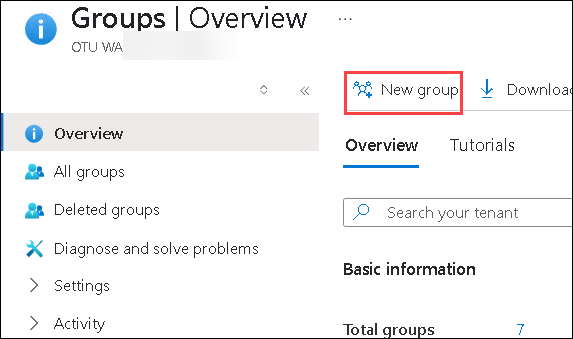 Groups | Overview ...
OTU WA
New group
Download
Overview
All groups
Deleted groups
Diagnose and solve problems
Settings
Activity
Overview Tutorials
Search your tenant
Basic information
Total groups 7